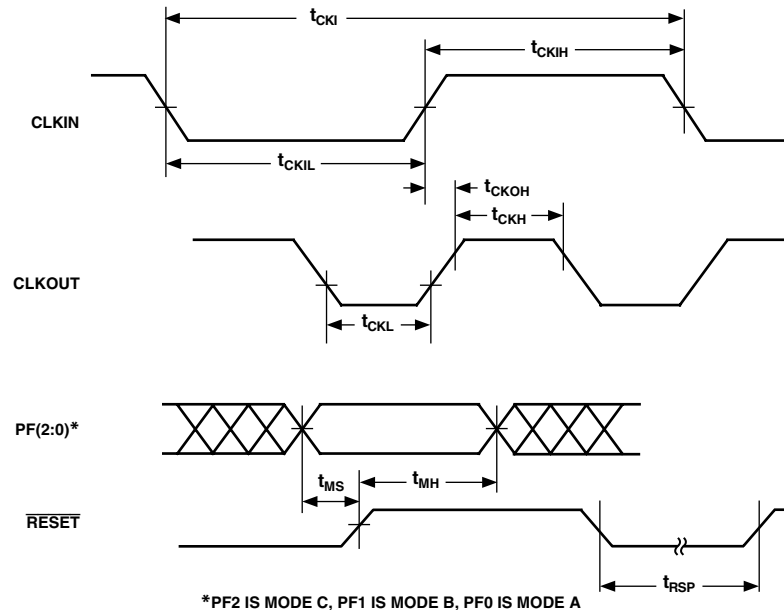 tCKI
tCKIH
CLKIN
tCKIL
tCKOH
tCKH
CLKOUT
tCKL
PF(2:0)*
tMS
tMH
RESET
tRSP
*PF2 IS MODE C, PF1 IS MODE B, PF0 IS MODE A